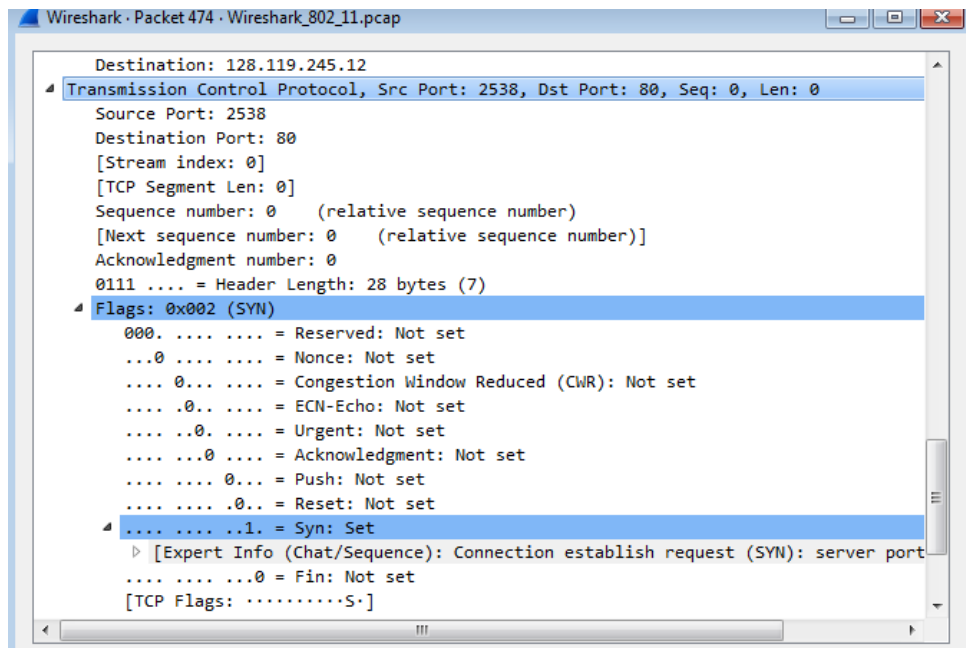 Wireshark · Packet 474 · Wireshark_802_11.pcap
Destination: 128.119.245.12
Transmission Control Protocol, Src Port: 2538, Dst Port: 80, Seq: 0, Len: 0
Source Port: 2538
Destination Port: 80
[Stream index: 0]
[TCP Segment Len: 0]
Sequence number: 0    (relative sequence number)
[Next sequence number: 0    (relative sequence number)]
Acknowledgment number: 0
0111 .... = Header Length: 28 bytes (7)
Flags: 0x002 (SYN)
000. .... .... = Reserved: Not set
...0 .... .... = Nonce: Not set
.... 0... .... = Congestion Window Reduced (CWR): Not set
.... .0.. .... = ECN-Echo: Not set
.... ..0. .... = Urgent: Not set
.... ...0 .... = Acknowledgment: Not set
.... .... 0... = Push: Not set
.... .... .0.. = Reset: Not set
.... .... ..1. = Syn: Set
[Expert Info (Chat/Sequence): Connection establish request (SYN): server port
.... .... ...0 = Fin: Not set
[TCP Flags: ··········S·]